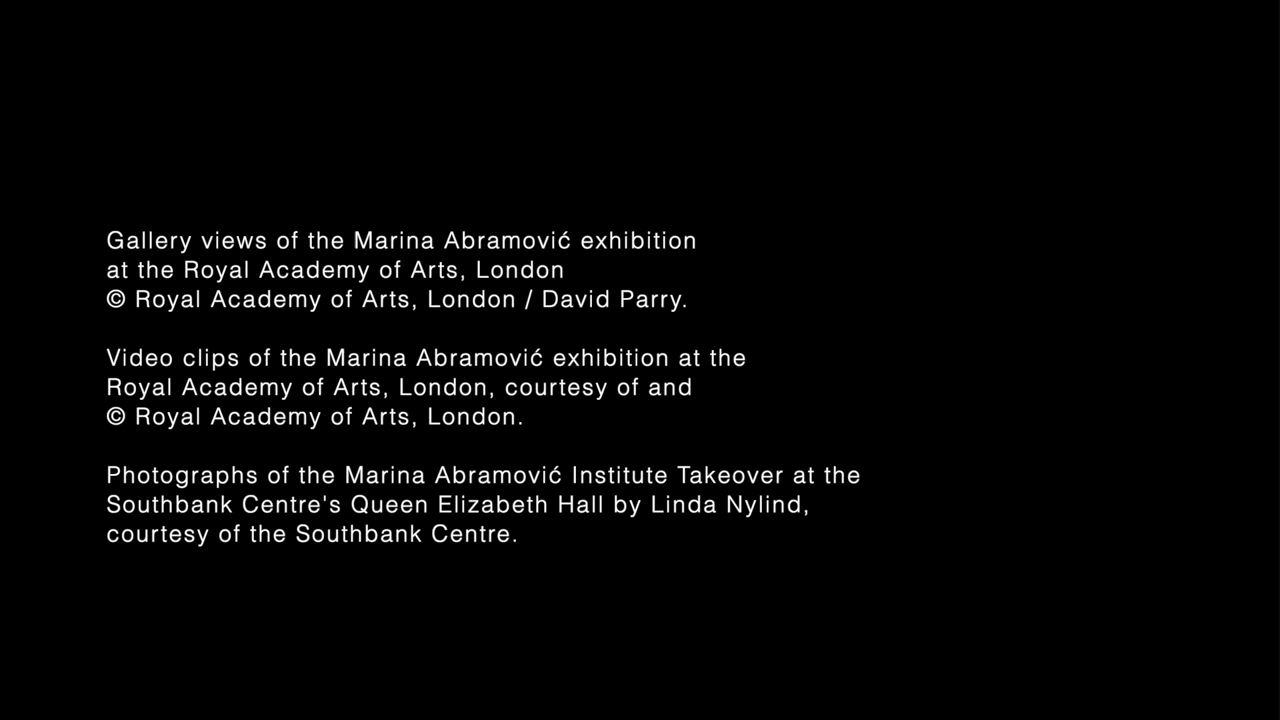 Gallery views of the Marina Abramović exhibition
at the Royal Academy of Arts, London
© Royal Academy of Arts, London / David Parry.
Video clips of the Marina Abramović exhibition at the
Royal Academy of Arts, London, courtesy of and
© Royal Academy of Arts, London.
Photographs of the Marina Abramović Institute Takeover at the
Southbank Centre's Queen Elizabeth Hall by Linda Nylind,
courtesy of the Southbank Centre.